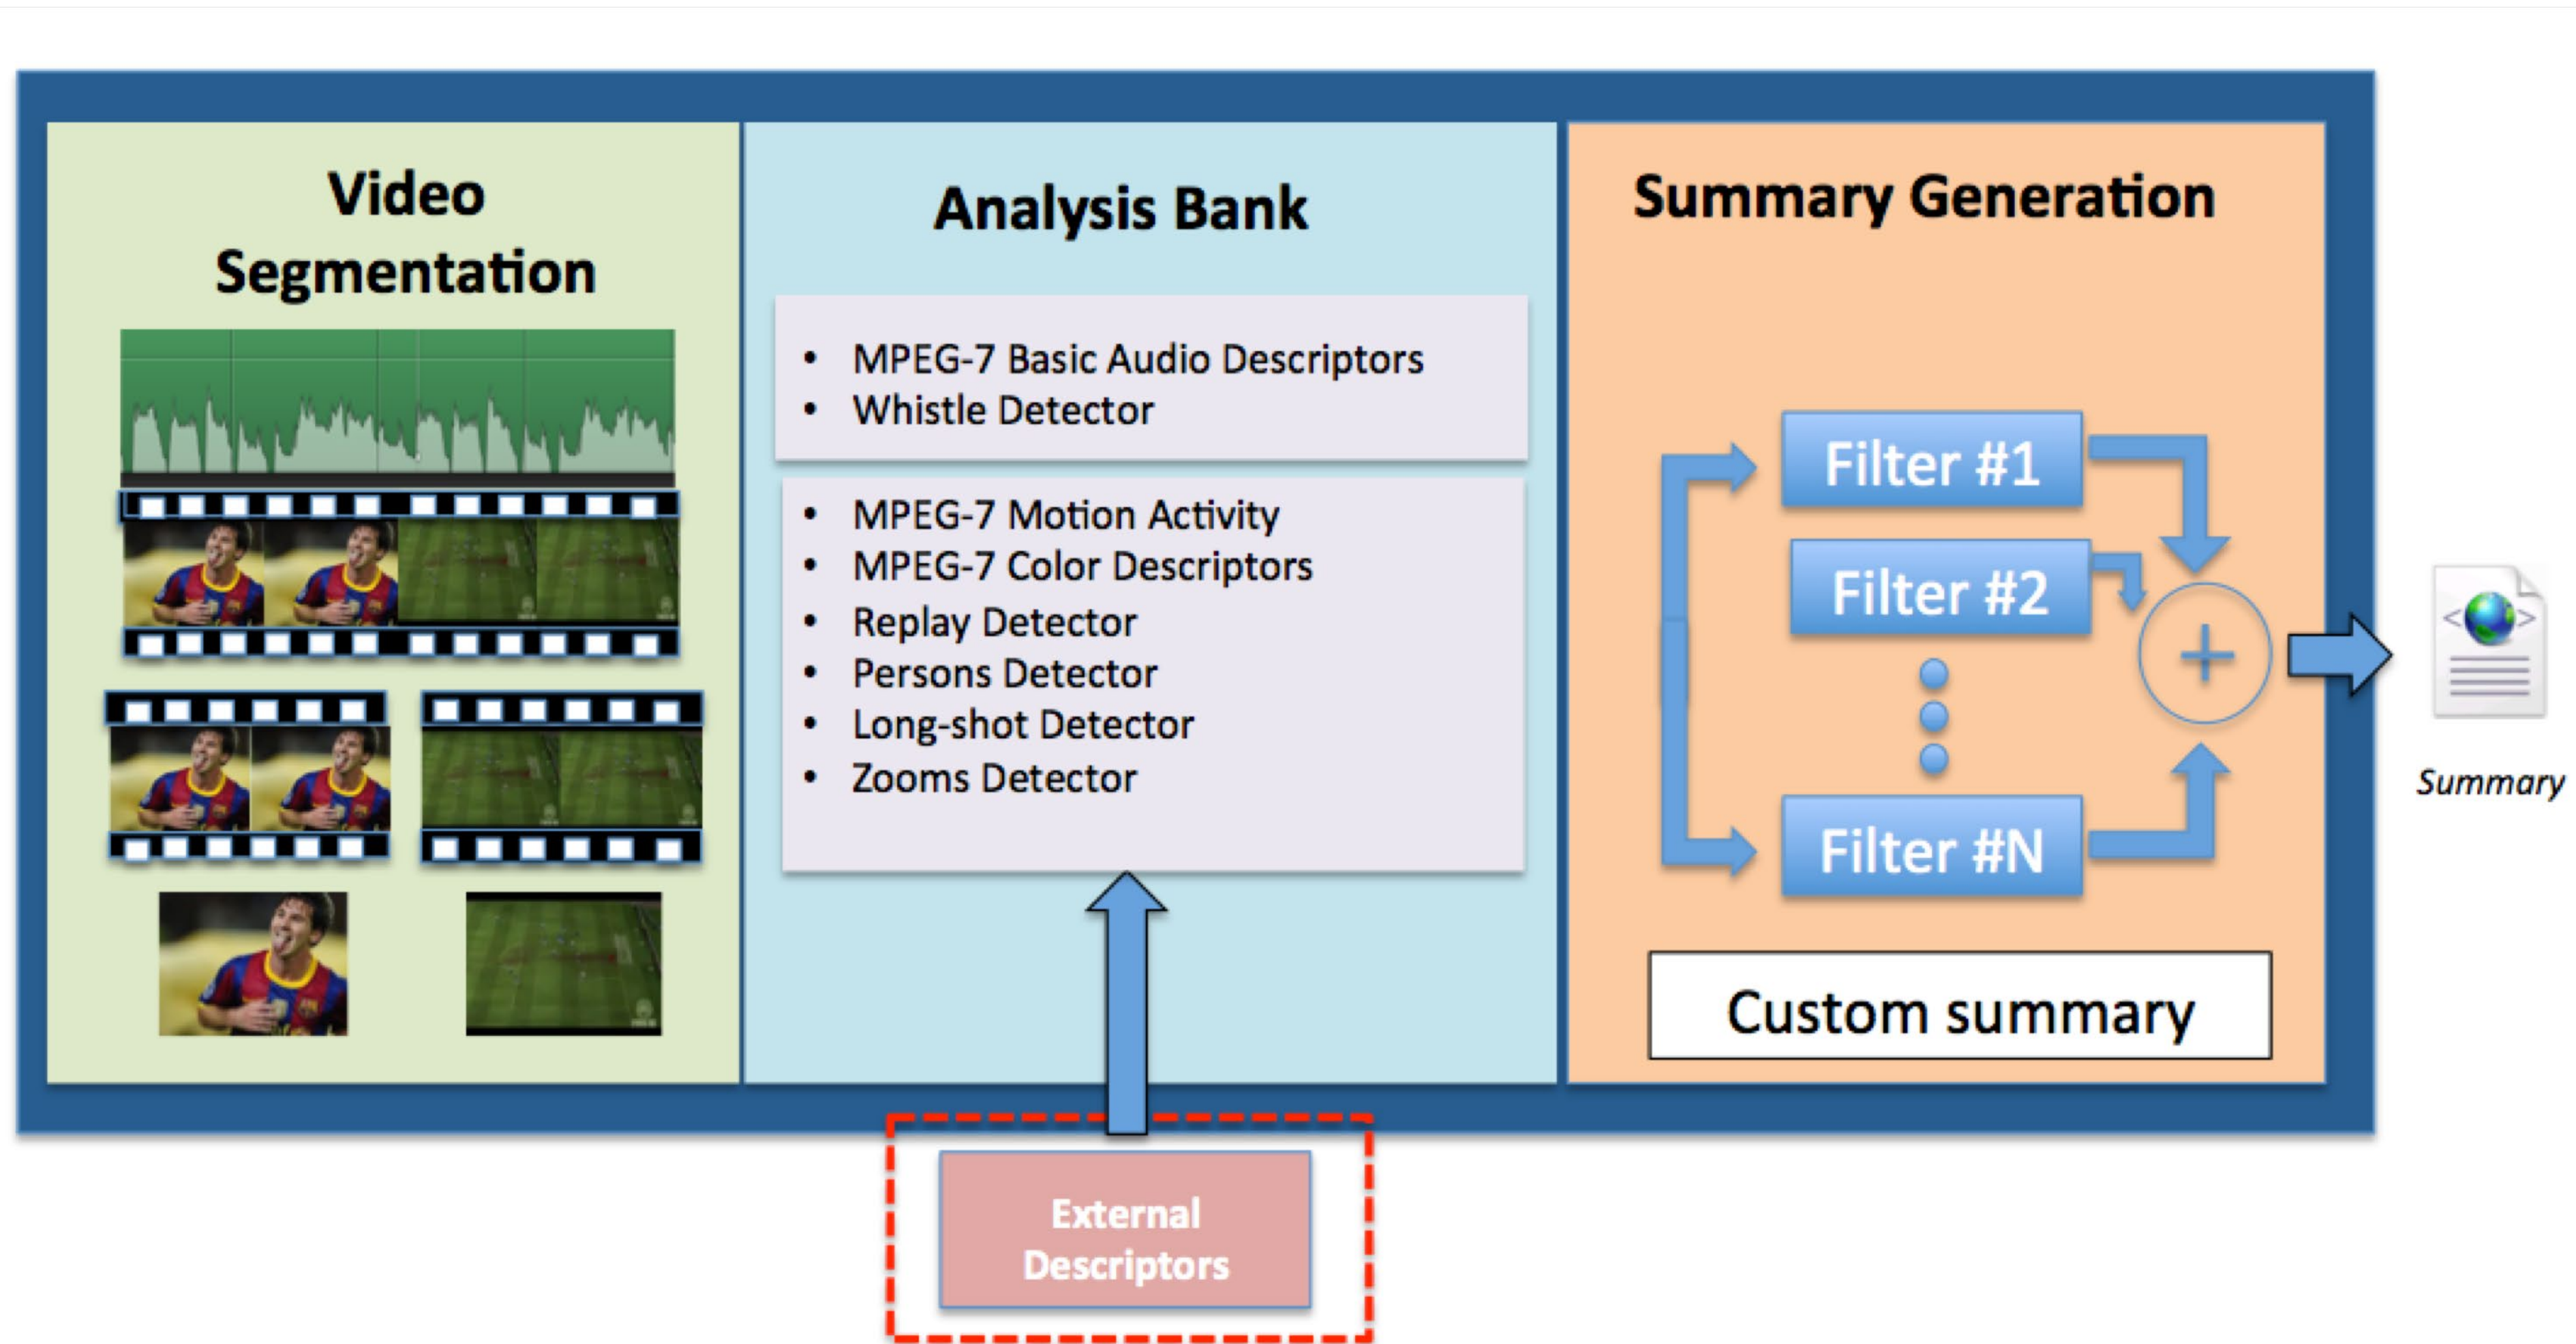 Video
Segmentation
Analysis Bank
• MPEG-7 Basic Audio Descriptors
• Whistle Detector
• MPEG-7 Motion Activity
• MPEG-7 Color Descriptors
• Replay Detector
• Persons Detector
• Long-shot Detector
• Zooms Detector
External
Descriptors
Summary Generation
Filter #1
Filter #2
Filter #N
+
Custom summary
< >
Summary